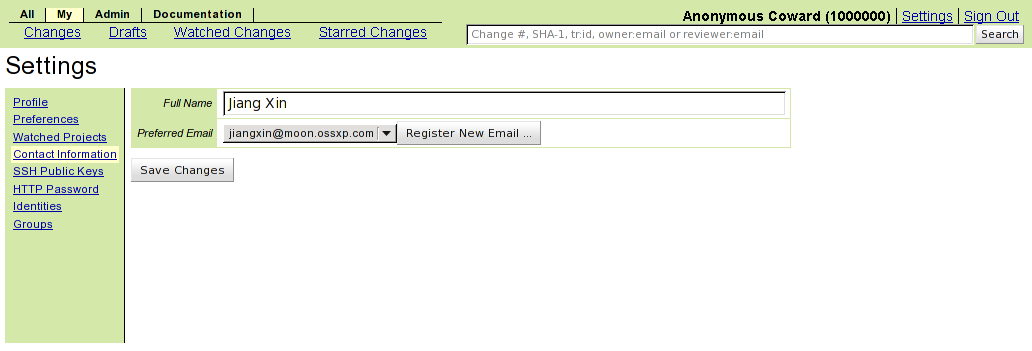 All My Admin Documentation
Anonymous Coward (1000000) Settings Sign Out
Changes Drafts Watched Changes Starred Changes
Change #, SHA-1, tr:id, owner:email or reviewer:email Search
Settings
Profile
Preferences
Watched Projects
Contact Information
SSH Public Keys
HTTP Password
Identities
Groups
Full Name Jiang Xin
Preferred Email jiangxin@moon.ossxp.com Register New Email ...
Save Changes